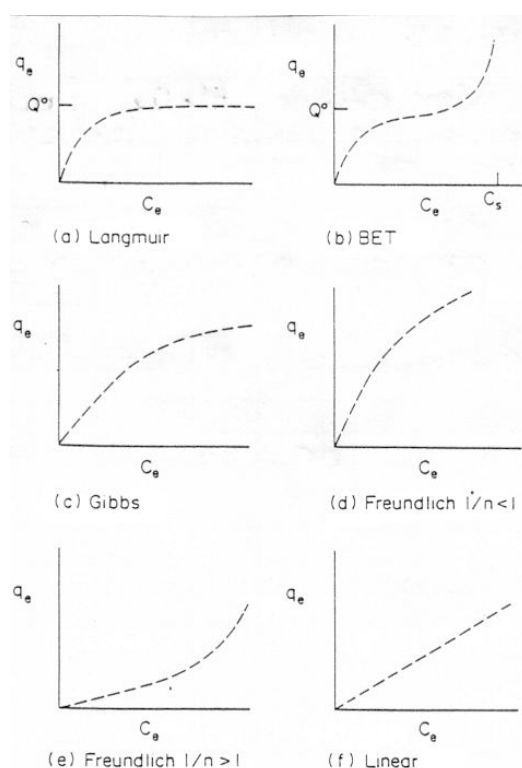 qe
Q°
Ce
(a) Langmuir
qe
Q°
Ce
Cs
(b) BET
qe
Ce
(c) Gibbs
qe
Ce
(d) Freundlich 1/n < 1
qe
Ce
(e) Freundlich 1/n > 1
qe
Ce
(f) Linear